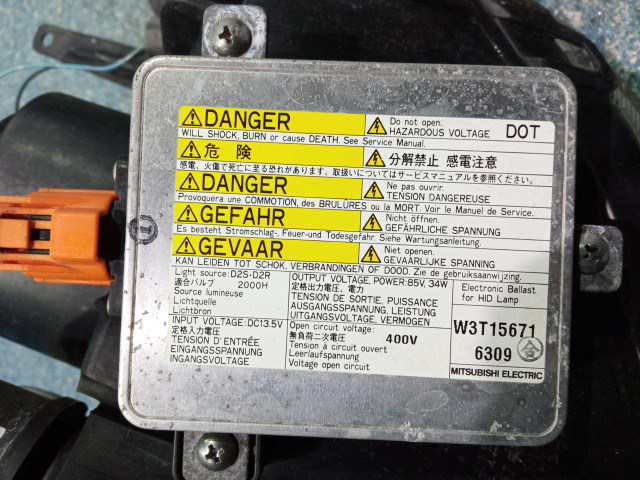 DANGER
Do not open.
HAZARDOUS VOLTAGE
DOT
WILL SHOCK, BURN or cause DEATH. See Service Manual.
危険
分解禁止 感電注意
感電、火傷で死亡に至る恐れがあります。取扱いについてはサービスマニュアルを参照ください。
DANGER
Ne pas ouvrir.
TENSION DANGEREUSE
Provoquera une COMMOTION, des BRULÛRES ou la MORT. Voir le Manuel de Service.
GEFAHR
Nicht öffnen.
GEFÄHRLICHE SPANNUNG
Es besteht Stromschlag-, Feuer-und Todesgefahr. Siehe Wartungsanleitung.
GEVAAR
Niet openen.
GEVAARLIJKE SPANNING
KAN LEIDEN TOT SCHOK, VERBRANDINGEN OF DOOD. Zie de gebruiksaanwijzing.
Light source:D2S・D2R
適合バルブ 2000H
Source lumineuse
Lichtquelle
Lichtbron
INPUT VOLTAGE:DC13.5V
定格入力電圧
TENSION D'ENTRÉE
EINGANGSSPANNUNG
INGANGSVOLTAGE
OUTPUT VOLTAGE, POWER:85V, 34W
定格出力電圧、電力
TENSION DE SORTIE, PUISSANCE
AUSGANGSSPANNUNG, LEISTUNG
UITGANGSVOLTAGE, VERMOGEN
Open circuit voltage:
無負荷二次電圧 400V
Tension à circuit ouvert
Leerlaufspannung
Voltage open circuit
Electronic Ballast
for HID Lamp
W3T15671
6309
MITSUBISHI ELECTRIC